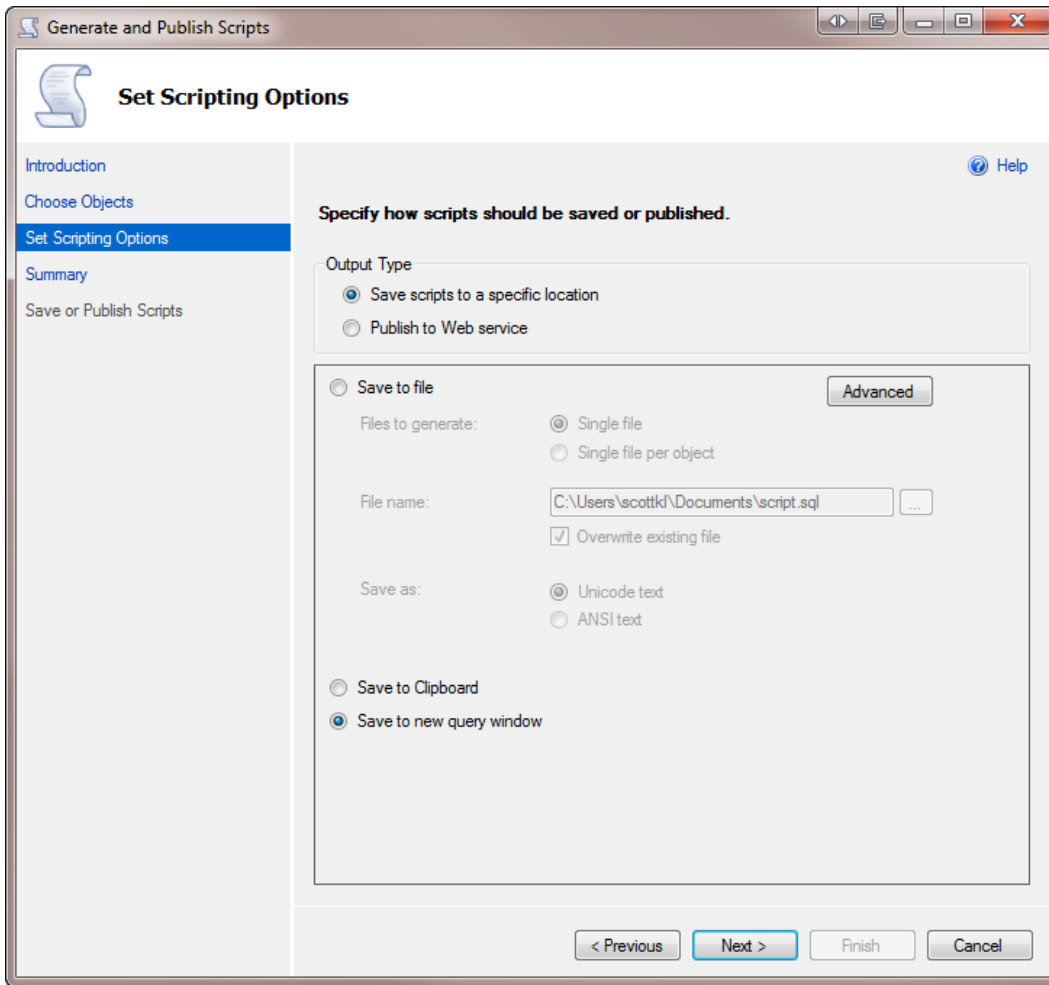 Generate and Publish Scripts
Set Scripting Options
Introduction
Choose Objects
Set Scripting Options
Summary
Save or Publish Scripts
Help
Specify how scripts should be saved or published.
Output Type
Save scripts to a specific location
Publish to Web service
Save to file
Advanced
Files to generate:
Single file
Single file per object
File name:
C:\Users\scottkl\Documents\script.sql
...
Overwrite existing file
Save as:
Unicode text
ANSI text
Save to Clipboard
Save to new query window
< Previous
Next >
Finish
Cancel